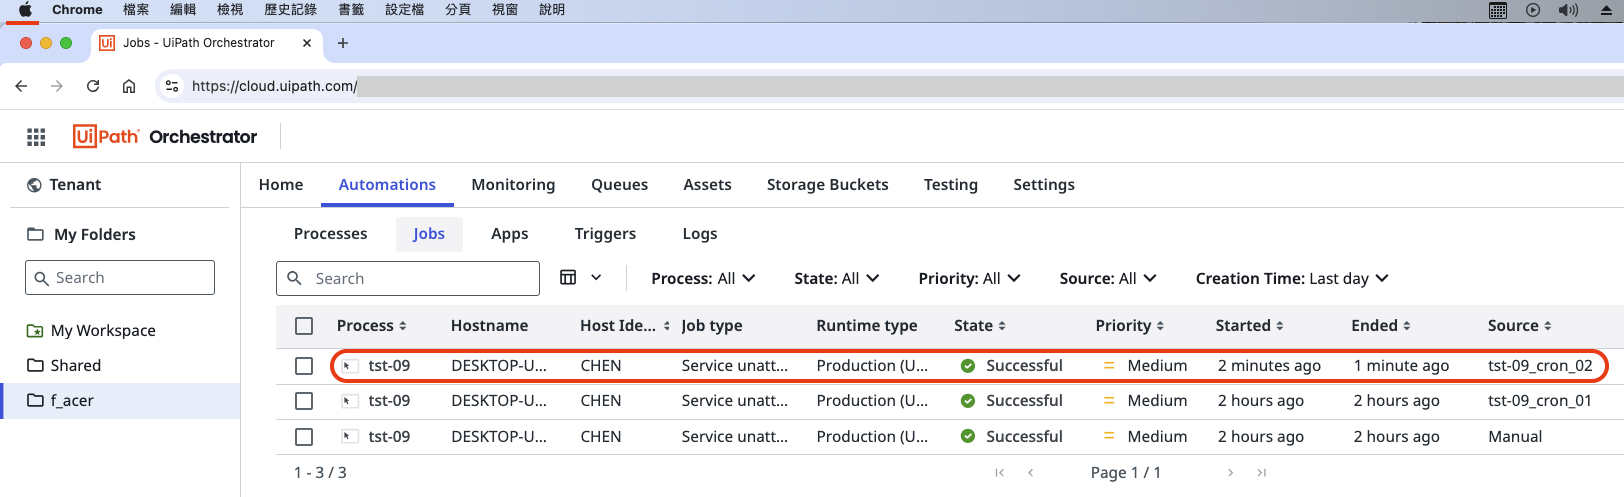 Chrome 檔案 編輯 檢視 歷史記錄 書籤 設定檔 分頁 視窗 說明
Jobs - UiPath Orchestrator
https://cloud.uipath.com/
UiPath Orchestrator
Tenant
Home Automations Monitoring Queues Assets Storage Buckets Testing Settings
My Folders
Processes Jobs Apps Triggers Logs
Search
Search Process: All State: All Priority: All Source: All Creation Time: Last day
Process Hostname Host Ide... Job type Runtime type State Priority Started Ended Source
My Workspace
Shared
f_acer
tst-09 DESKTOP-U... CHEN Service unatt... Production (U... Successful Medium 2 minutes ago 1 minute ago tst-09_cron_02
tst-09 DESKTOP-U... CHEN Service unatt... Production (U... Successful Medium 2 hours ago 2 hours ago tst-09_cron_01
tst-09 DESKTOP-U... CHEN Service unatt... Production (U... Successful Medium 2 hours ago 2 hours ago Manual
1 - 3 / 3 Page 1 / 1